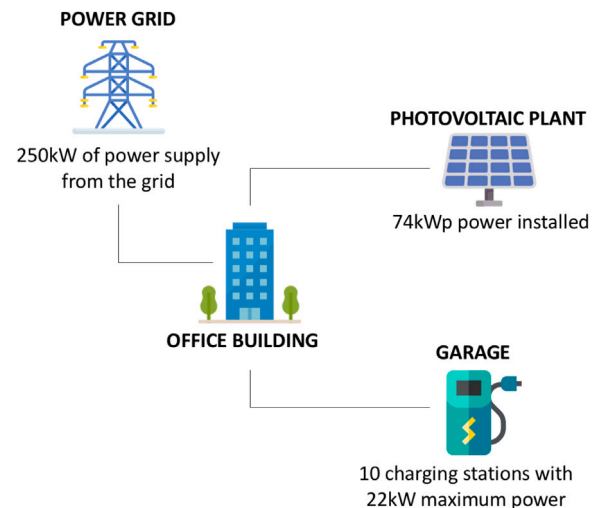 POWER GRID
250kW of power supply
from the grid
PHOTOVOLTAIC PLANT
74kWp power installed
OFFICE BUILDING
GARAGE
10 charging stations with
22kW maximum power